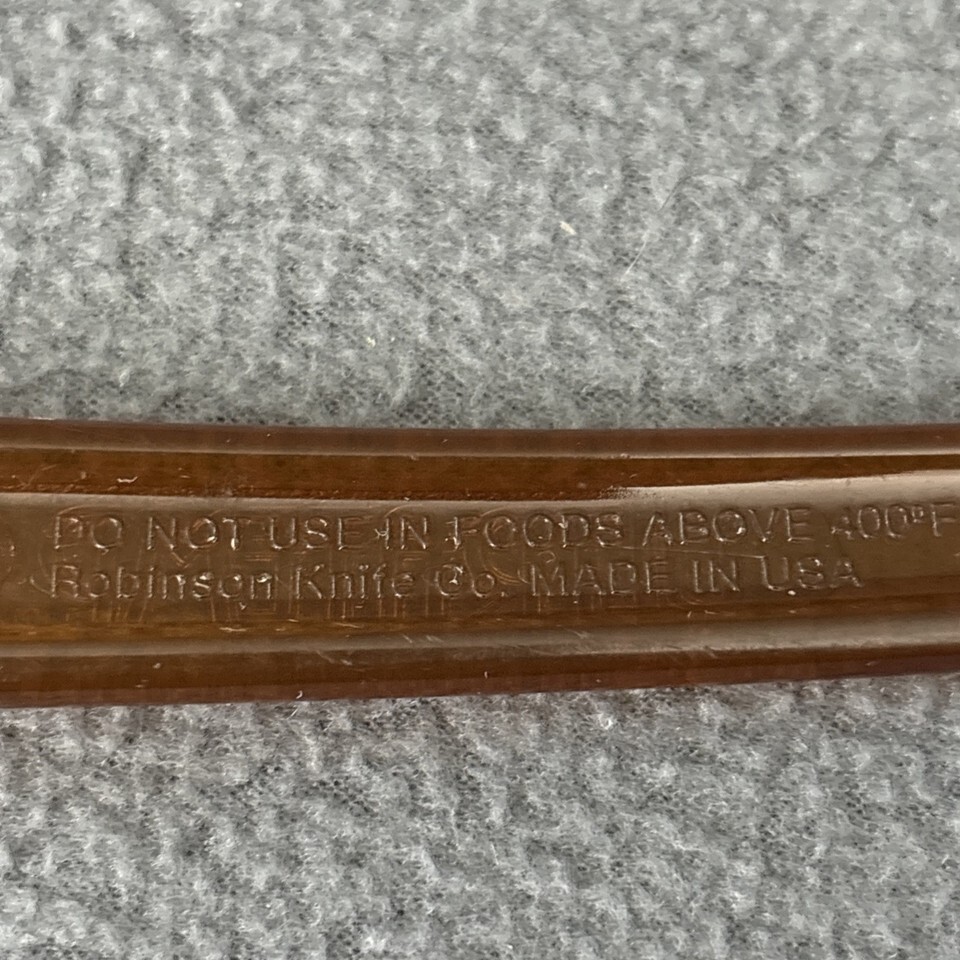 DO NOT USE IN FOODS ABOVE 400°F
Robinson Knife Co. MADE IN USA